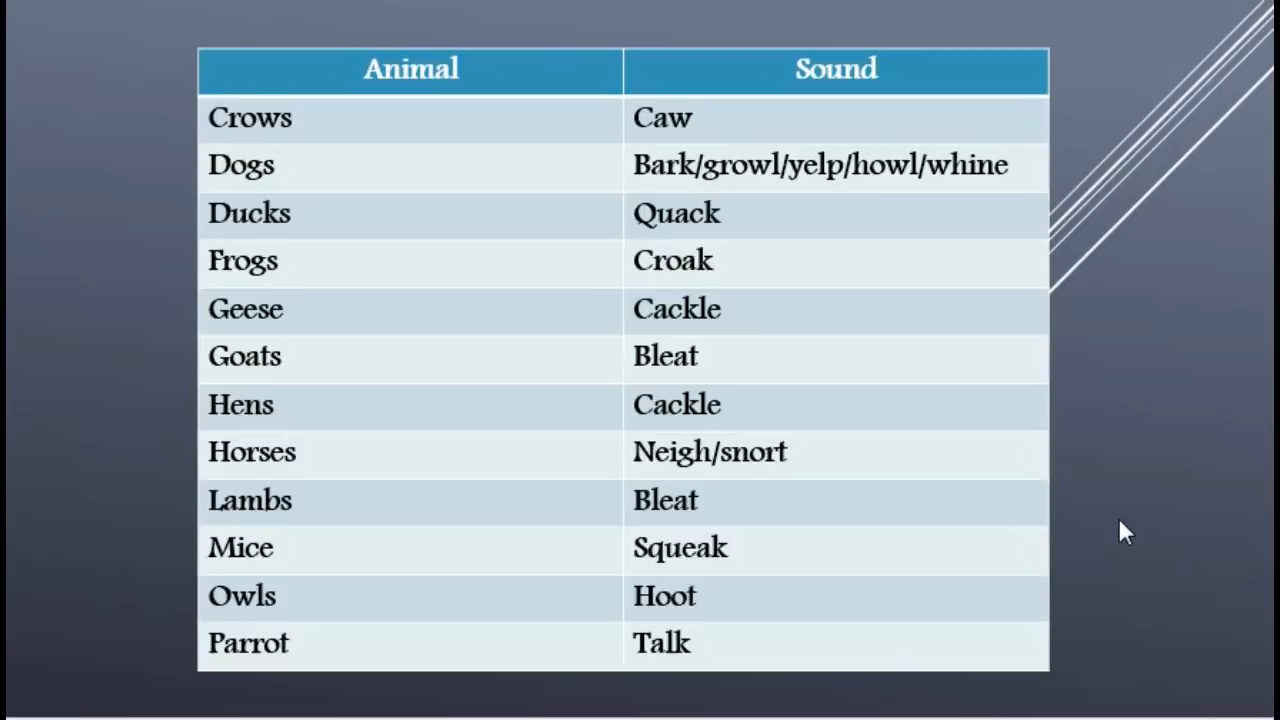 Animal Sound
Crows Caw
Dogs Bark/growl/yelp/howl/whine
Ducks Quack
Frogs Croak
Geese Cackle
Goats Bleat
Hens Cackle
Horses Neigh/snort
Lambs Bleat
Mice Squeak
Owls Hoot
Parrot Talk